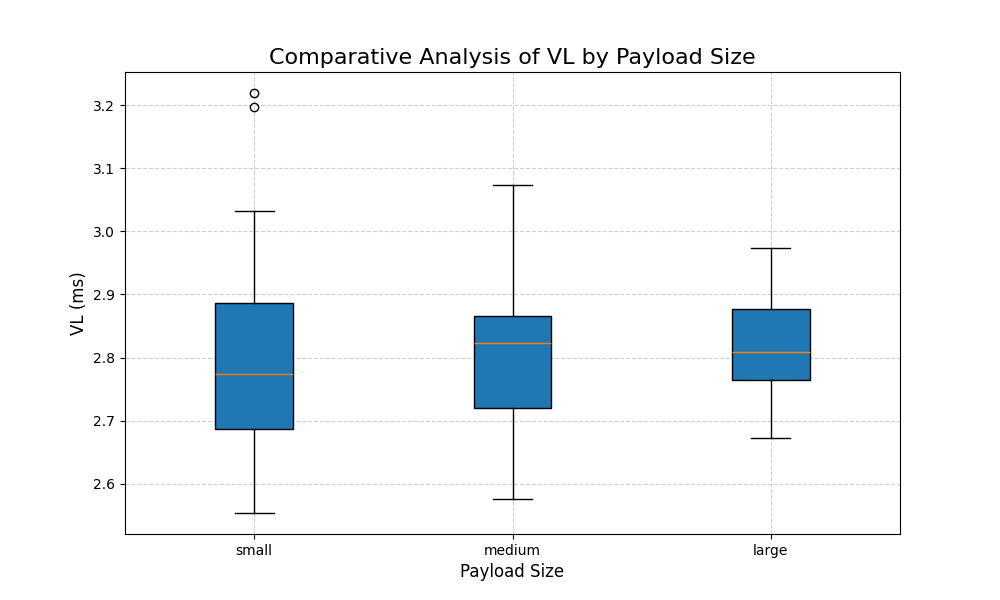 Comparative Analysis of VL by Payload Size
VL (ms)
3.2
3.1
3.0
2.9
2.8
2.7
2.6
small medium large
Payload Size